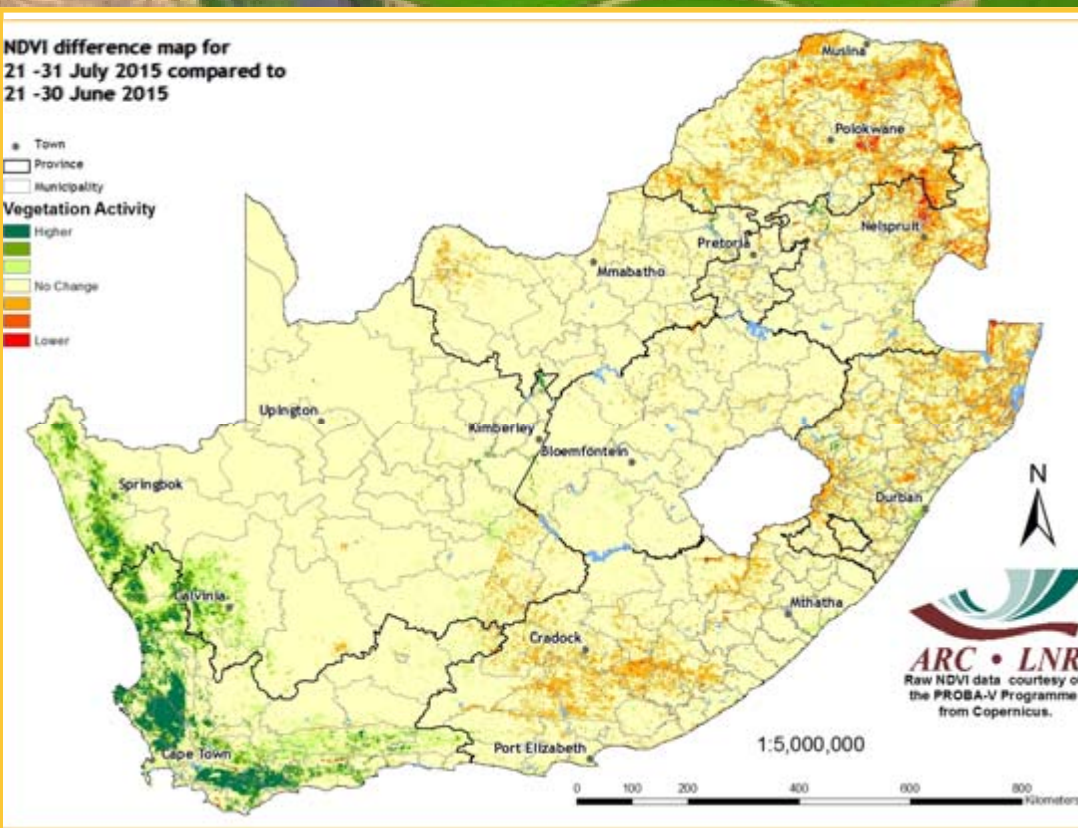 NDVI difference map for
21 -31 July 2015 compared to
21 -30 June 2015
Town
Province
Municipality
Vegetation Activity
Higher
No Change
Lower
Musina
Polokwane
Nelspruit
Pretoria
Mmabatho
Upington
Kimberley
Bloemfontein
Springbok
Durban
Calvinia
Mthatha
Cradock
Cape Town
Port Elizabeth
N
ARC • LNR
Raw NDVI data courtesy of
the PROBA-V Programme
from Copernicus.
1:5,000,000
0 100 200 400 600 800
Kilometers